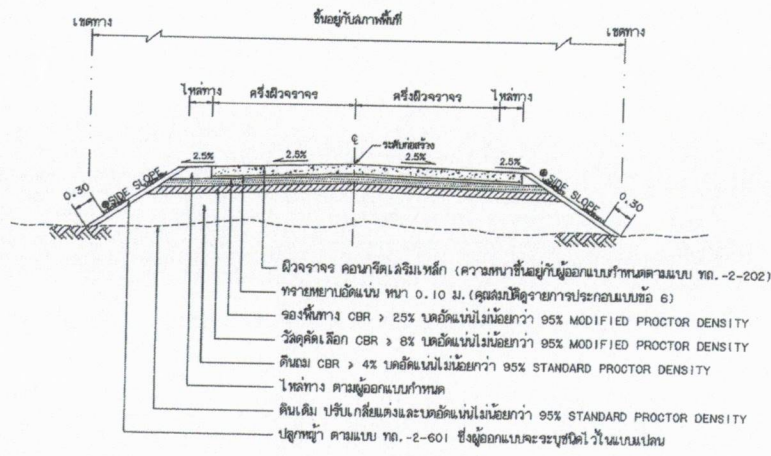 ขึ้นอยู่กับสภาพพื้นที่
เขตทาง
เขตทาง
ไหล่ทาง
ครึ่งผิวจราจร
ครึ่งผิวจราจร
ไหล่ทาง
℄
ระดับก่อสร้าง
2.5%
2.5%
2.5%
2.5%
0.30
SIDE SLOPE
SIDE SLOPE
0.30
ผิวจราจร คอนกรีตเสริมเหล็ก (ความหนาขึ้นอยู่กับผู้ออกแบบกำหนดตามแบบ ทถ.-2-202)
ทรายหยาบอัดแน่น หนา 0.10 ม. (คุณสมบัติดูรายการประกอบแบบข้อ 6)
รองพื้นทาง CBR > 25% บดอัดแน่นไม่น้อยกว่า 95% MODIFIED PROCTOR DENSITY
วัสดุคัดเลือก CBR > 8% บดอัดแน่นไม่น้อยกว่า 95% MODIFIED PROCTOR DENSITY
ดินถม CBR > 4% บดอัดแน่นไม่น้อยกว่า 95% STANDARD PROCTOR DENSITY
ไหล่ทาง ตามผู้ออกแบบกำหนด
ดินเดิม ปรับเกลี่ยแต่งและบดอัดแน่นไม่น้อยกว่า 95% STANDARD PROCTOR DENSITY
ปลูกหญ้า ตามแบบ ทถ.-2-601 ซึ่งผู้ออกแบบจะระบุชนิดไว้ในแบบแปลน